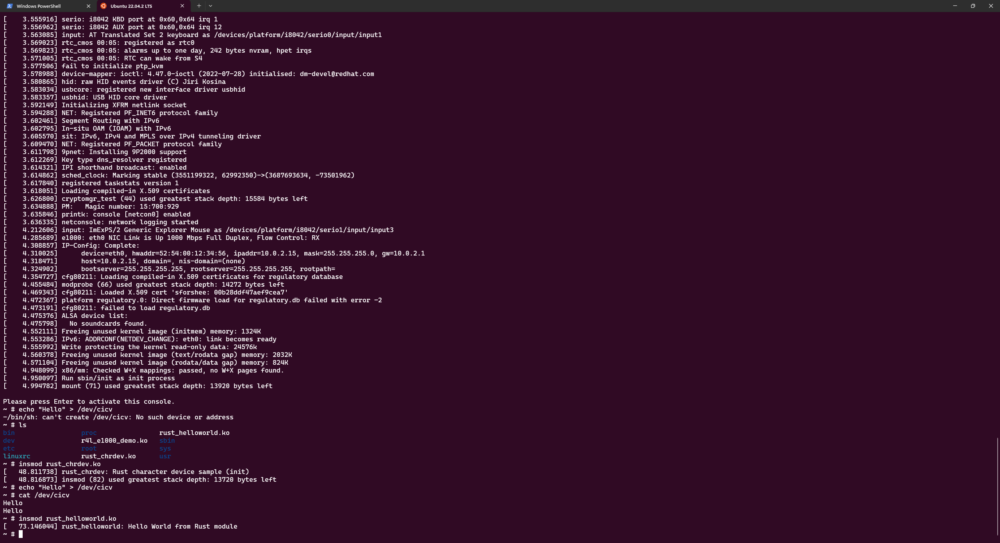 Windows PowerShell
Ubuntu 22.04.2 LTS
[    3.555916] serio: i8042 KBD port at 0x60,0x64 irq 1
[    3.556962] serio: i8042 AUX port at 0x60,0x64 irq 12
[    3.563085] input: AT Translated Set 2 keyboard as /devices/platform/i8042/serio0/input/input1
[    3.569023] rtc_cmos 00:05: registered as rtc0
[    3.569823] rtc_cmos 00:05: alarms up to one day, 242 bytes nvram, hpet irqs
[    3.571005] rtc_cmos 00:05: RTC can wake from S4
[    3.577506] fail to initialize ptp_kvm
[    3.578988] device-mapper: ioctl: 4.47.0-ioctl (2022-07-28) initialised: dm-devel@redhat.com
[    3.580865] hid: raw HID events driver (C) Jiri Kosina
[    3.583034] usbcore: registered new interface driver usbhid
[    3.583357] usbhid: USB HID core driver
[    3.592149] Initializing XFRM netlink socket
[    3.594288] NET: Registered PF_INET6 protocol family
[    3.602461] Segment Routing with IPv6
[    3.602795] In-situ OAM (IOAM) with IPv6
[    3.605570] sit: IPv6, IPv4 and MPLS over IPv4 tunneling driver
[    3.609470] NET: Registered PF_PACKET protocol family
[    3.611798] 9pnet: Installing 9P2000 support
[    3.612269] Key type dns_resolver registered
[    3.614321] IPI shorthand broadcast: enabled
[    3.614862] sched_clock: Marking stable (3551199322, 62992350)->(3687693634, -73501962)
[    3.617840] registered taskstats version 1
[    3.618051] Loading compiled-in X.509 certificates
[    3.626800] cryptomgr_test (44) used greatest stack depth: 15584 bytes left
[    3.634888] PM:   Magic number: 15:700:929
[    3.635846] printk: console [netcon0] enabled
[    3.636335] netconsole: network logging started
[    4.212606] input: ImExPS/2 Generic Explorer Mouse as /devices/platform/i8042/serio1/input/input3
[    4.285689] e1000: eth0 NIC Link is Up 1000 Mbps Full Duplex, Flow Control: RX
[    4.308857] IP-Config: Complete:
[    4.310025]      device=eth0, hwaddr=52:54:00:12:34:56, ipaddr=10.0.2.15, mask=255.255.255.0, gw=10.0.2.1
[    4.318471]      host=10.0.2.15, domain=, nis-domain=(none)
[    4.324902]      bootserver=255.255.255.255, rootserver=255.255.255.255, rootpath=
[    4.354727] cfg80211: Loading compiled-in X.509 certificates for regulatory database
[    4.455484] modprobe (66) used greatest stack depth: 14272 bytes left
[    4.469343] cfg80211: Loaded X.509 cert 'sforshee: 00b28ddf47aef9cea7'
[    4.472367] platform regulatory.0: Direct firmware load for regulatory.db failed with error -2
[    4.473191] cfg80211: failed to load regulatory.db
[    4.475376] ALSA device list:
[    4.475798]   No soundcards found.
[    4.552111] Freeing unused kernel image (initmem) memory: 1324K
[    4.553286] IPv6: ADDRCONF(NETDEV_CHANGE): eth0: link becomes ready
[    4.555992] Write protecting the kernel read-only data: 24576k
[    4.560378] Freeing unused kernel image (text/rodata gap) memory: 2032K
[    4.571104] Freeing unused kernel image (rodata/data gap) memory: 824K
[    4.948099] x86/mm: Checked W+X mappings: passed, no W+X pages found.
[    4.950097] Run sbin/init as init process
[    4.994782] mount (71) used greatest stack depth: 13920 bytes left

Please press Enter to activate this console.
~ # echo "Hello" > /dev/cicv
-/bin/sh: can't create /dev/cicv: No such device or address
~ # ls
bin                 proc                rust_helloworld.ko
dev                 r4l_e1000_demo.ko   sbin
etc                 root                sys
linuxrc             rust_chrdev.ko      usr
~ # insmod rust_chrdev.ko
[   48.811738] rust_chrdev: Rust character device sample (init)
[   48.816873] insmod (82) used greatest stack depth: 13720 bytes left
~ # echo "Hello" > /dev/cicv
~ # cat /dev/cicv
Hello
Hello
~ # insmod rust_helloworld.ko
[   73.146044] rust_helloworld: Hello World from Rust module
~ #